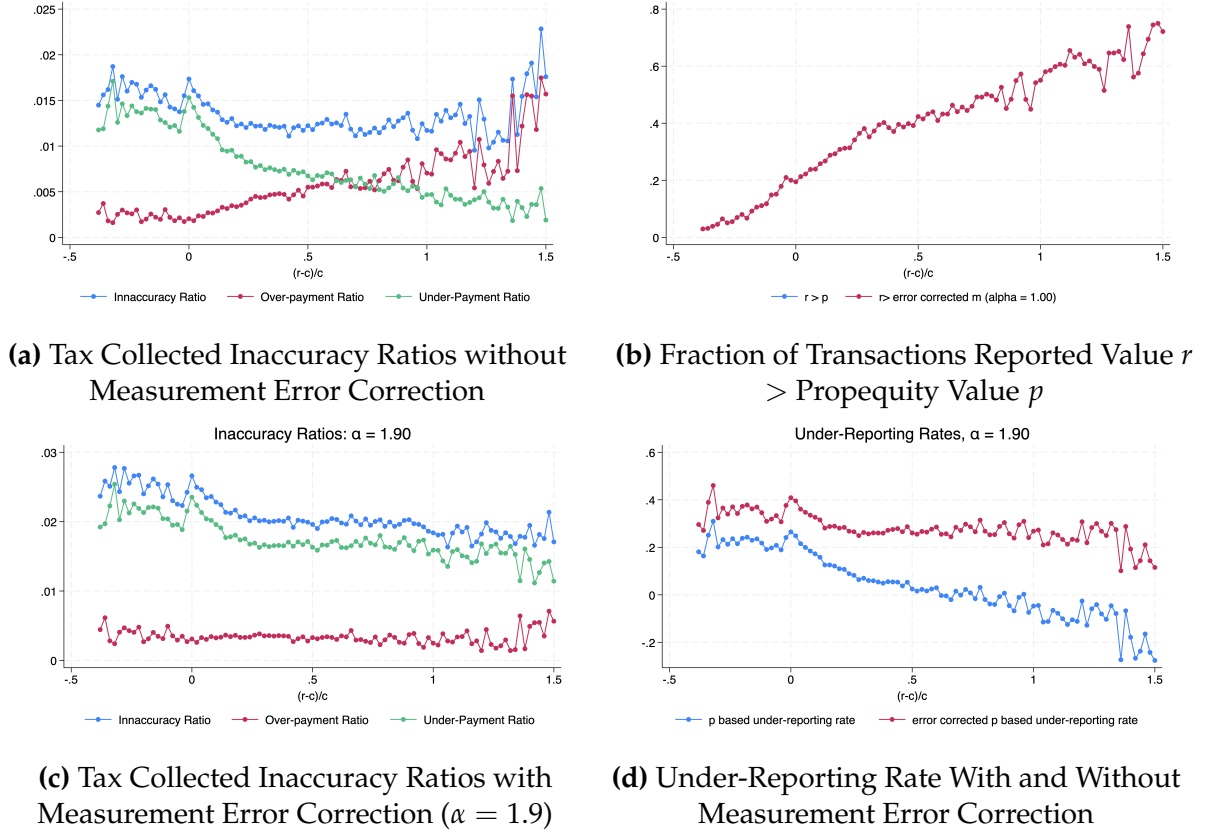 .025
.02
.015
.01
.005
0
-.5
0
.5
1
1.5
(r-c)/c
Innaccuracy Ratio
Over-payment Ratio
Under-Payment Ratio
(a) Tax Collected Inaccuracy Ratios without
Measurement Error Correction
.8
.6
.4
.2
0
-.5
0
.5
1
1.5
(r-c)/c
r > p
r> error corrected m (alpha = 1.00)
(b) Fraction of Transactions Reported Value r
> Propequity Value p
Inaccuracy Ratios: α = 1.90
.03
.02
.01
0
-.5
0
.5
1
1.5
(r-c)/c
Innaccuracy Ratio
Over-payment Ratio
Under-Payment Ratio
(c) Tax Collected Inaccuracy Ratios with
Measurement Error Correction (α = 1.9)
Under-Reporting Rates, α = 1.90
.6
.4
.2
0
-.2
-.5
0
.5
1
1.5
(r-c)/c
p based under-reporting rate
error corrected p based under-reporting rate
(d) Under-Reporting Rate With and Without
Measurement Error Correction